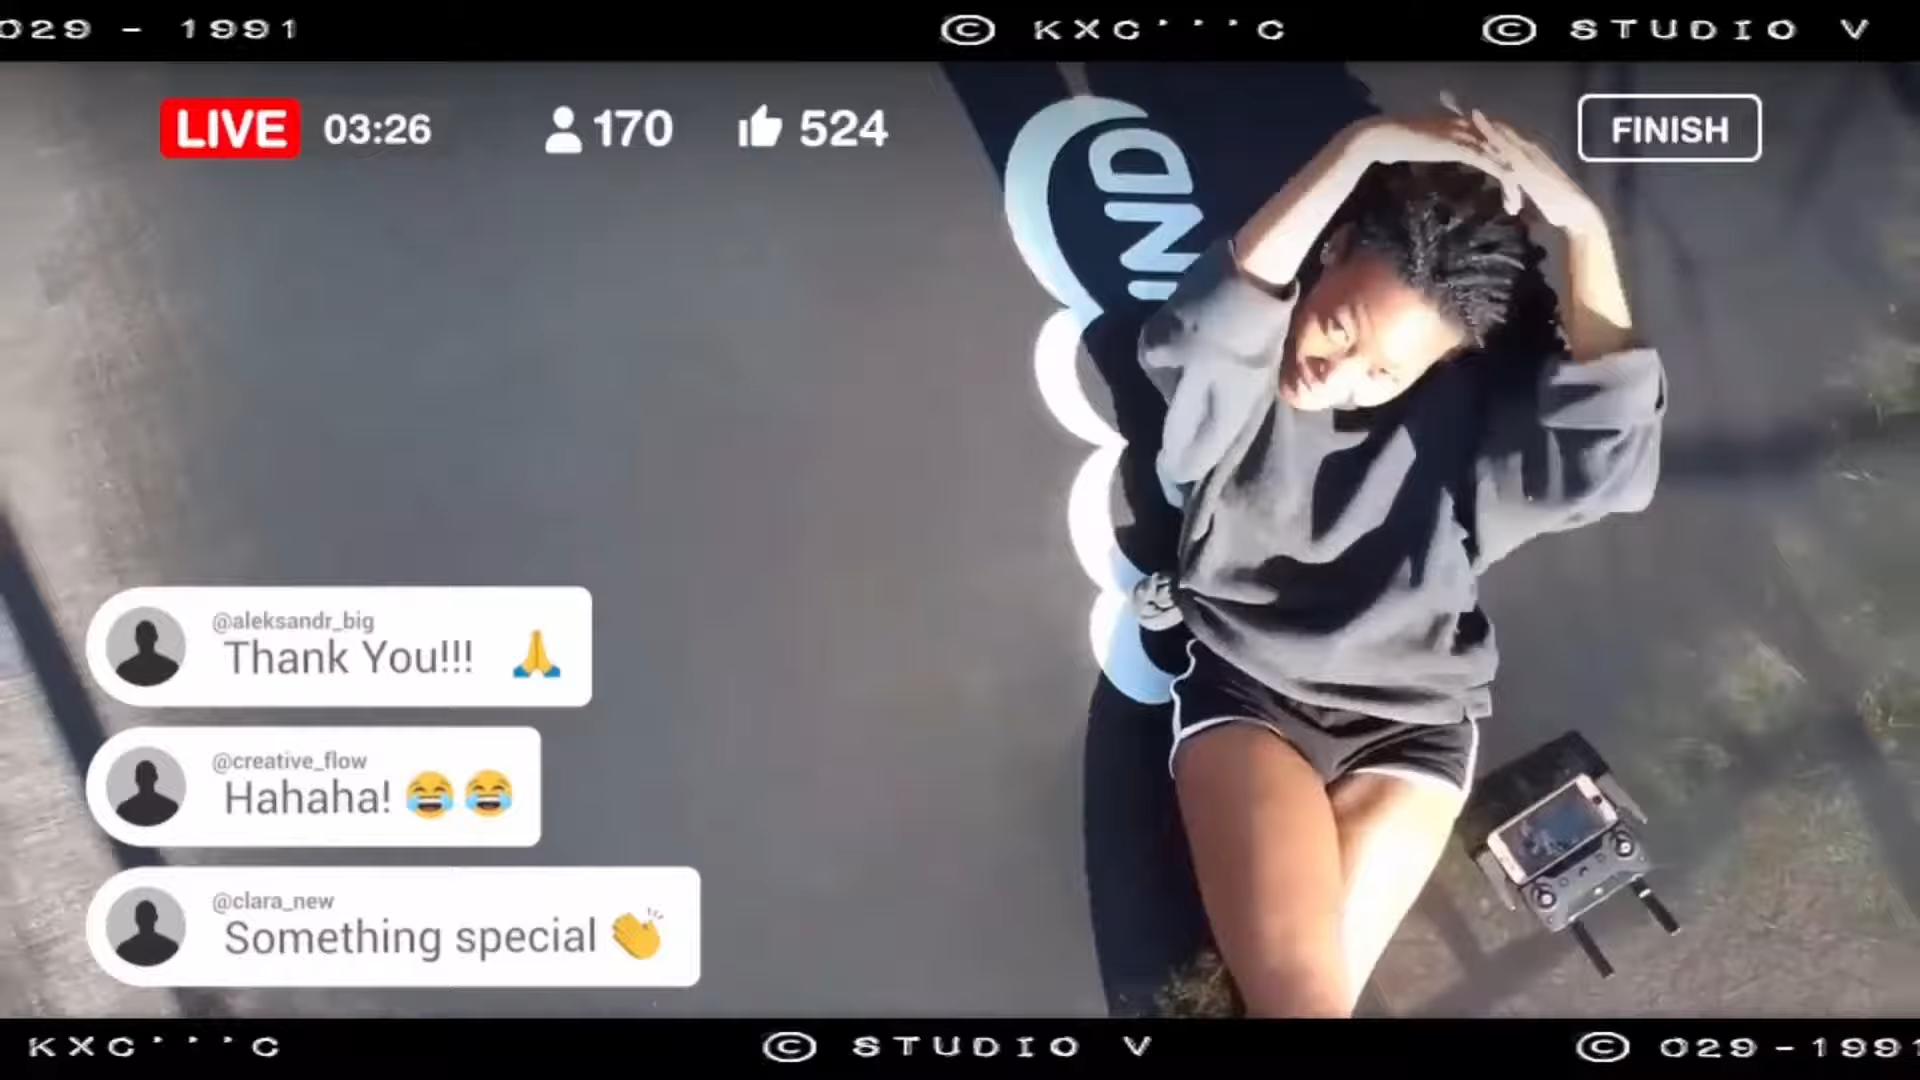 029 - 1991 © KXC'''C © STUDIO V
LIVE 03:26 170 524 FINISH
@aleksandr_big
Thank You!!! 🙏
@creative_flow
Hahaha! 😂😂
@clara_new
Something special 👏
KXC'''C © STUDIO V © 029-1991